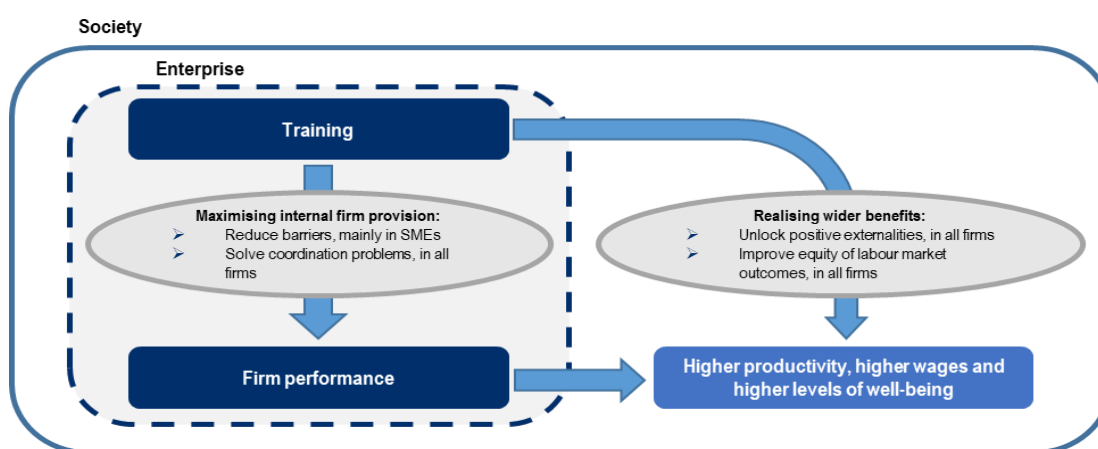 Society
Enterprise
Training
Maximising internal firm provision:
➢ Reduce barriers, mainly in SMEs
➢ Solve coordination problems, in all
firms
Realising wider benefits:
➢ Unlock positive externalities, in all firms
➢ Improve equity of labour market
outcomes, in all firms
Firm performance
Higher productivity, higher wages and
higher levels of well-being